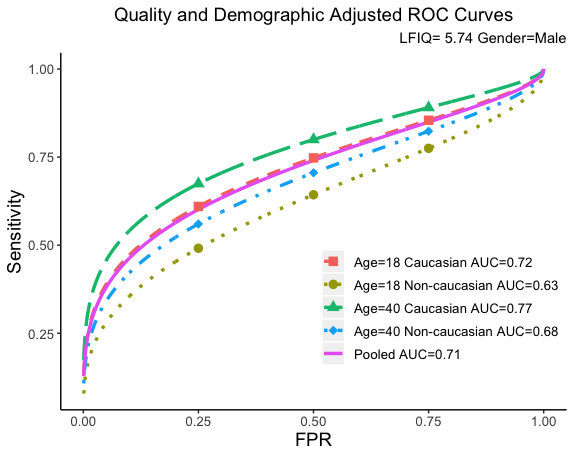 Quality and Demographic Adjusted ROC Curves
LFIQ= 5.74 Gender=Male
1.00
0.75
0.50
0.25
Sensitivity
Age=18 Caucasian AUC=0.72
Age=18 Non-caucasian AUC=0.63
Age=40 Caucasian AUC=0.77
Age=40 Non-caucasian AUC=0.68
Pooled AUC=0.71
0.00 0.25 0.50 0.75 1.00
FPR